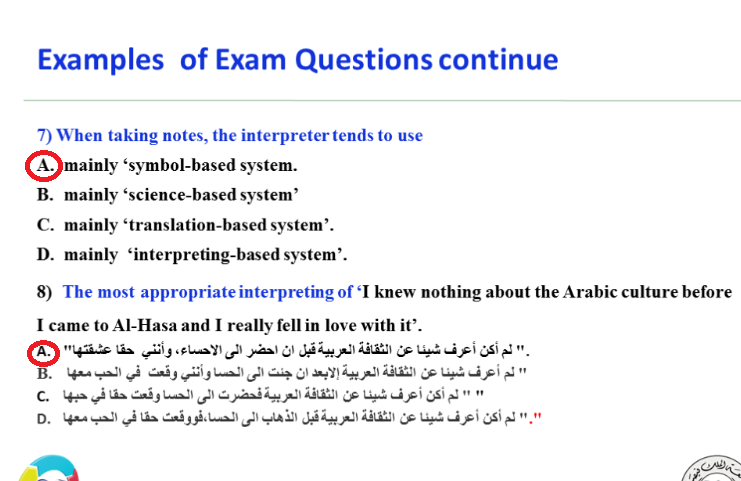 Examples of Exam Questions continue
7) When taking notes, the interpreter tends to use
A. mainly ‘symbol-based system.
B. mainly ‘science-based system’
C. mainly ‘translation-based system’.
D. mainly ‘interpreting-based system’.
8) The most appropriate interpreting of ‘I knew nothing about the Arabic culture before
I came to Al-Hasa and I really fell in love with it’.
A. "لم أكن أعرف شيئا عن الثقافة العربية قبل ان احضر الى الاحساء، وأنني حقا عشقتها".
B. "لم أعرف شيئا عن الثقافة العربية إلابعد ان جئت الى الحسا وأنني وقعت في الحب معها
C. " "لم أكن أعرف شيئا عن الثقافة العربية فحضرت الى الحسا وقعت حقا في حبها
D. "لم أكن أعرف شيئا عن الثقافة العربية قبل الذهاب الى الحسا،فووقعت حقا في الحب معها"."